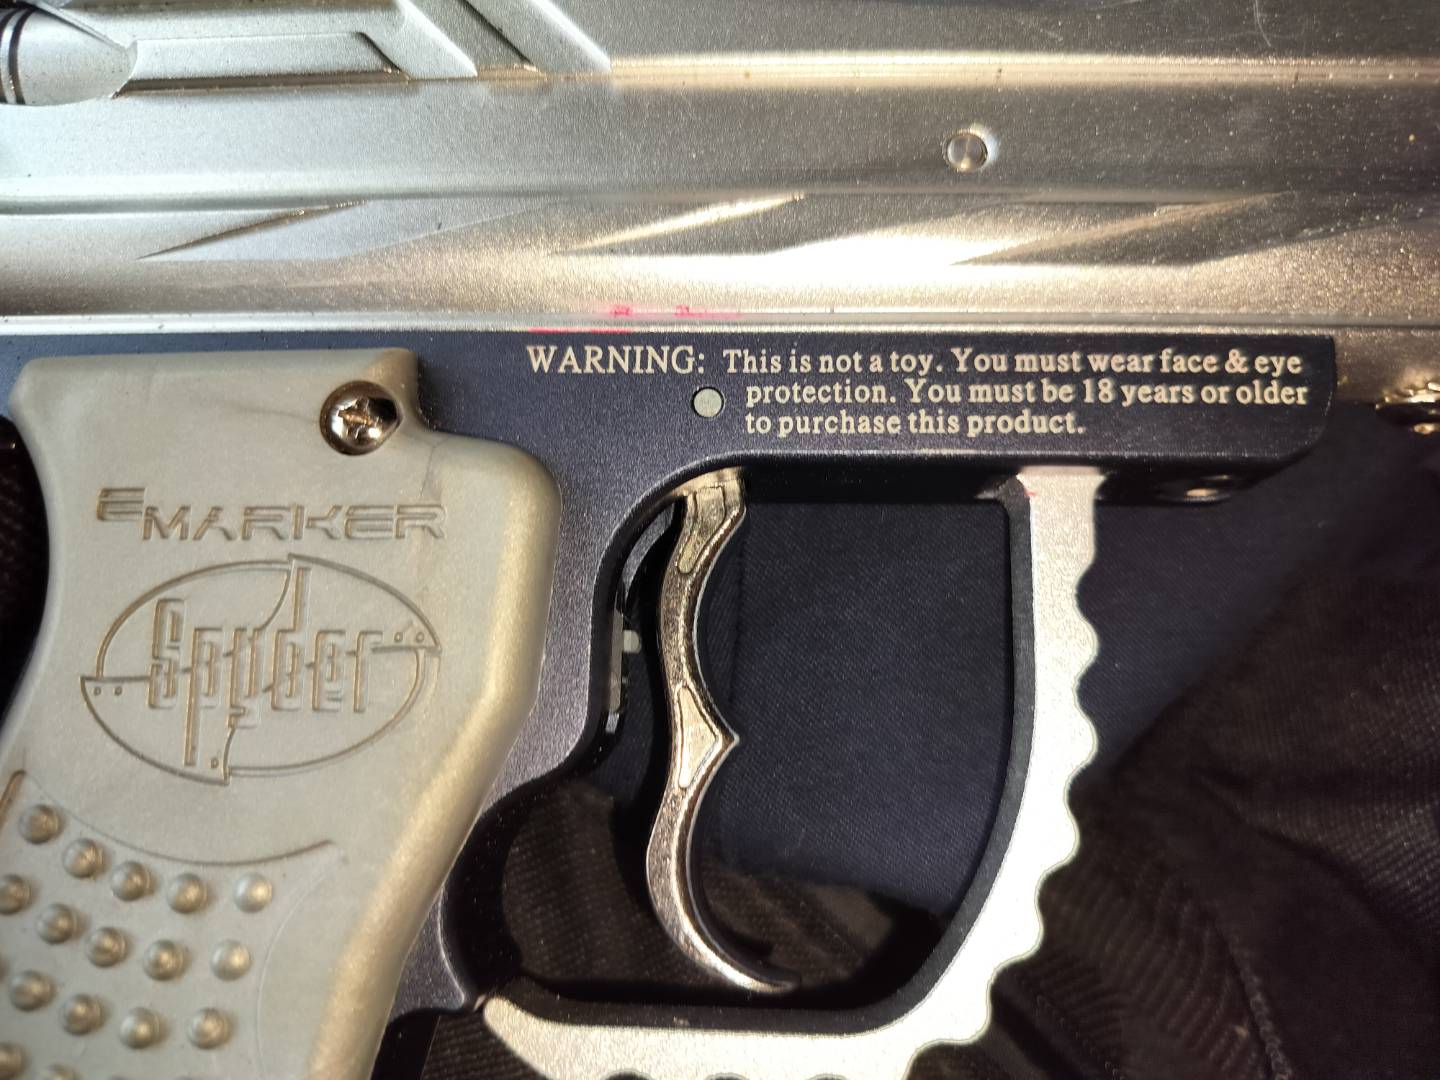 WARNING: This is not a toy. You must wear face & eye
protection. You must be 18 years or older
to purchase this product.
EMARKER
Spyder